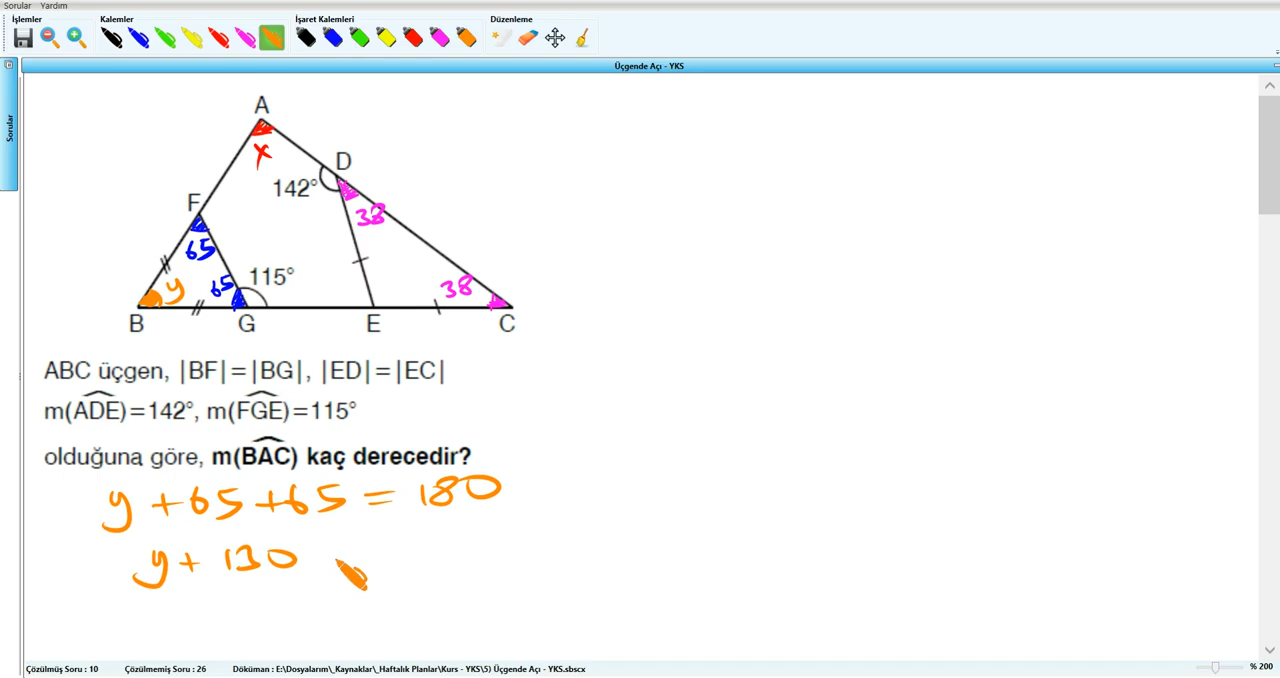 Sorular Yardım
İşlemler Kalemler İşaret Kalemleri Düzenleme
Üçgende Açı - YKS
Sorular
A
x
D
142°
38
F
65
y
65
115°
38
B G E C
ABC üçgen, |BF|=|BG|, |ED|=|EC|
m(ADE)=142°, m(FGE)=115°
olduğuna göre, m(BAC) kaç derecedir?
y + 65 + 65 = 180
y + 130
Çözülmüş Soru : 10 Çözülmemiş Soru : 26 Döküman : E:\Dosyalarım\_Kaynaklar\_Haftalık Planlar\Kurs - YKS\5) Üçgende Açı - YKS.sbscx % 200